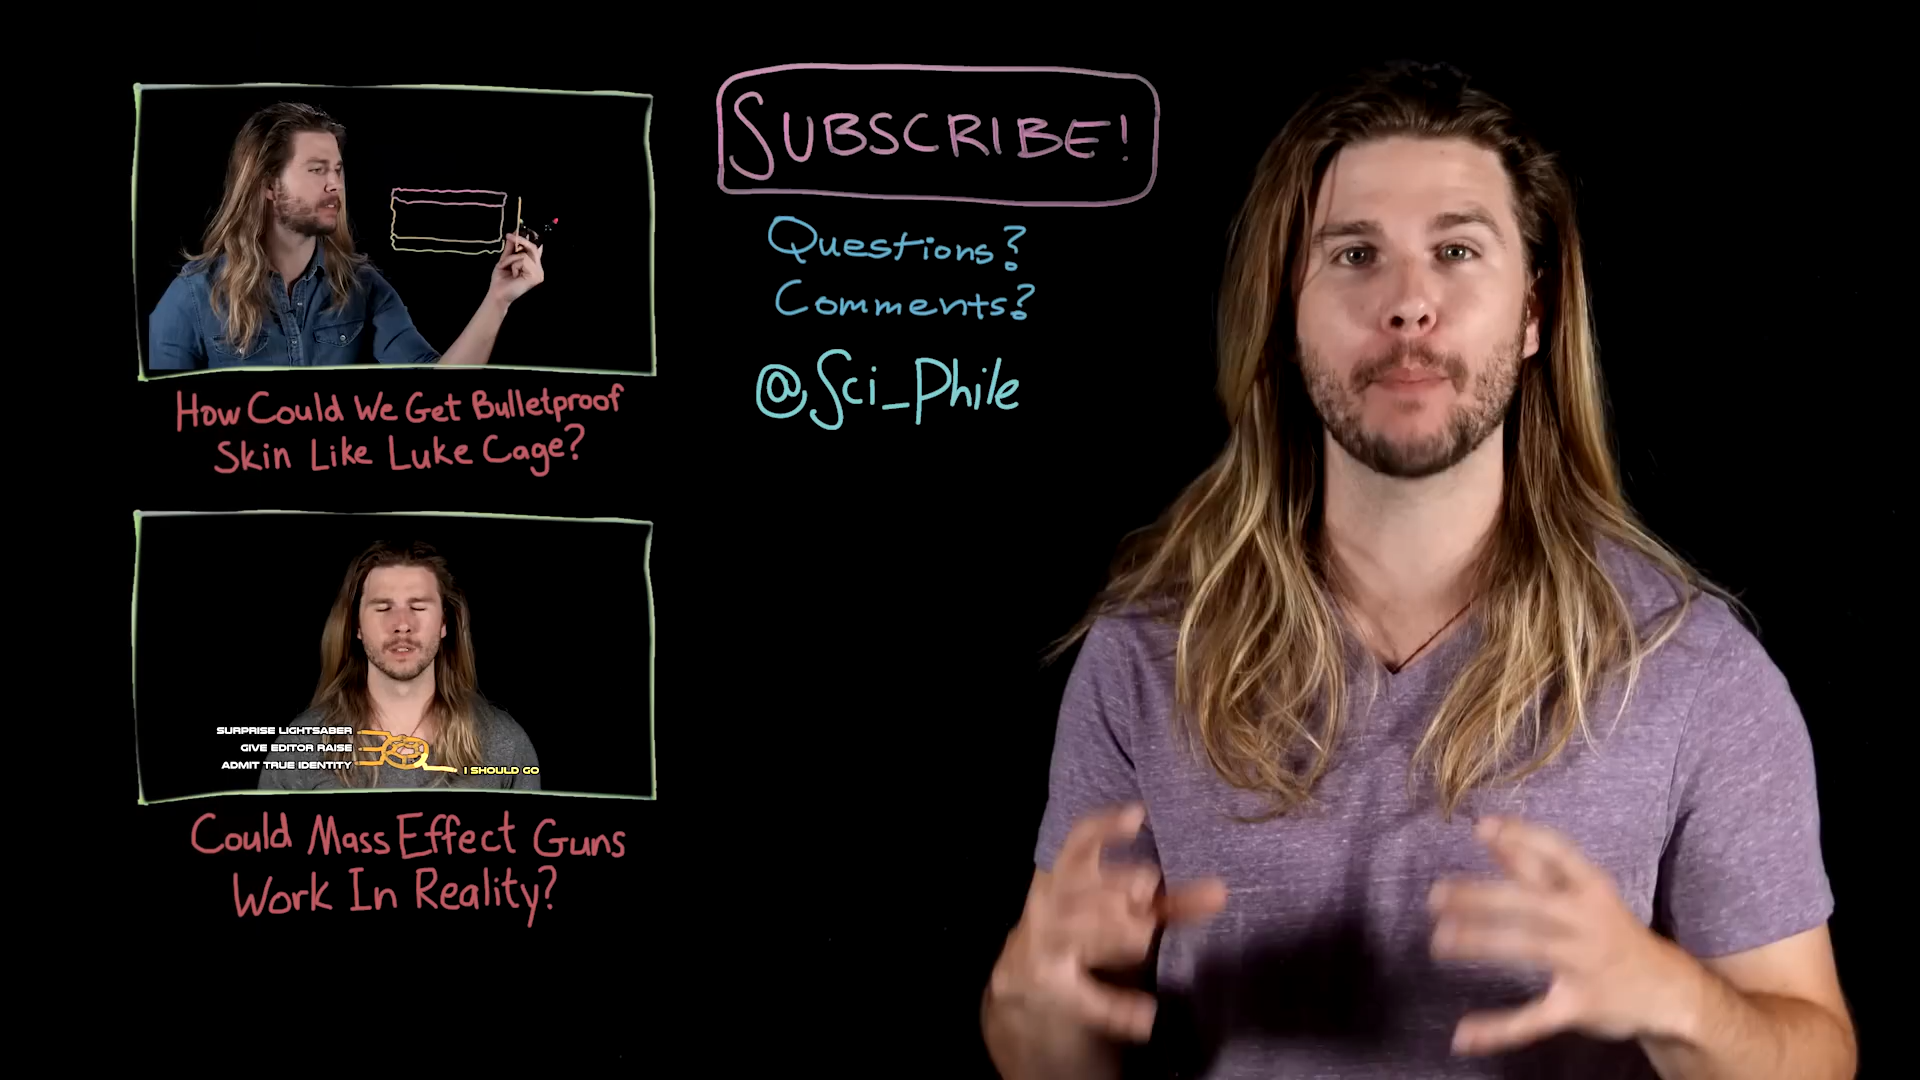 How Could We Get Bulletproof
Skin Like Luke Cage?
SURPRISE LIGHTSABER
GIVE EDITOR RAISE
ADMIT TRUE IDENTITY
I SHOULD GO
Could Mass Effect Guns
Work In Reality?
SUBSCRIBE!
Questions?
Comments?
@Sci_Phile